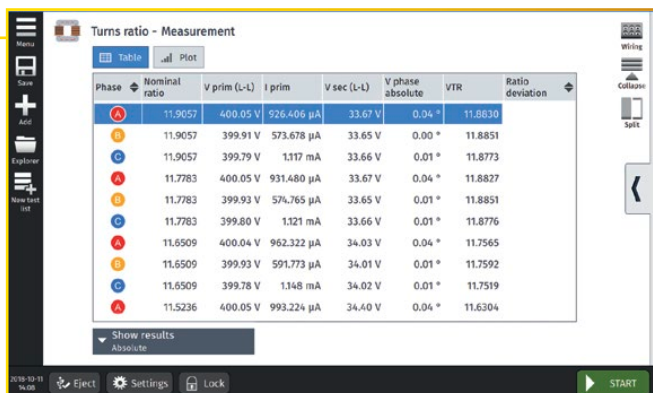 Turns ratio - Measurement
Menu
Save
Add
Explorer
New test list
Table Plot
Phase Nominal ratio V prim (L-L) I prim V sec (L-L) V phase absolute VTR Ratio deviation
A 11.9057 400.05 V 926.406 µA 33.67 V 0.04 ° 11.8830
B 11.9057 399.91 V 573.678 µA 33.65 V 0.00 ° 11.8851
C 11.9057 399.79 V 1.117 mA 33.66 V 0.01 ° 11.8773
A 11.7783 400.05 V 931.480 µA 33.67 V 0.04 ° 11.8827
B 11.7783 399.93 V 574.765 µA 33.65 V 0.01 ° 11.8851
C 11.7783 399.80 V 1.121 mA 33.66 V 0.01 ° 11.8776
A 11.6509 400.04 V 962.322 µA 34.03 V 0.04 ° 11.7565
B 11.6509 399.93 V 591.773 µA 34.01 V 0.01 ° 11.7592
C 11.6509 399.78 V 1.148 mA 34.02 V 0.01 ° 11.7519
A 11.5236 400.05 V 993.224 µA 34.40 V 0.04 ° 11.6304
Show results
Absolute
Wiring
Collapse
Split
2018-10-11
14:08
Eject Settings Lock START